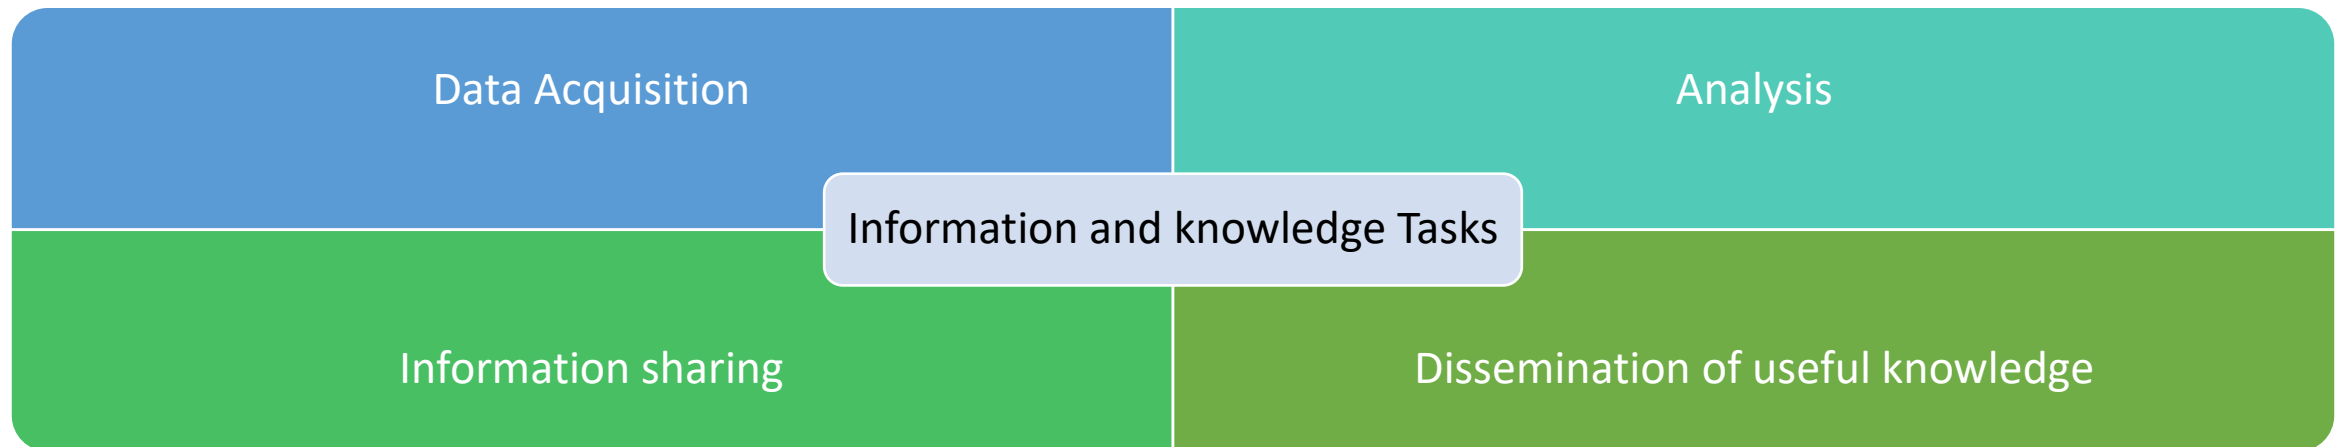 Data Acquisition
Analysis
Information and knowledge Tasks
Information sharing
Dissemination of useful knowledge